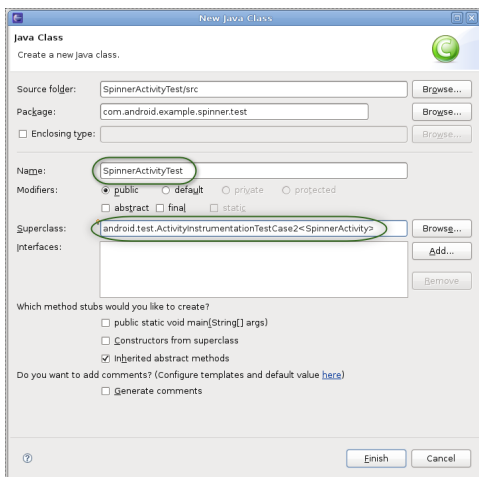 New Java Class
Java Class
Create a new Java class.
Source folder: SpinnerActivityTest/src Browse...
Package: com.android.example.spinner.test Browse...
Enclosing type: Browse...
Name: SpinnerActivityTest
Modifiers: public default private protected
abstract final static
Superclass: android.test.ActivityInstrumentationTestCase2<SpinnerActivity> Browse...
Interfaces: Add...
Remove
Which method stubs would you like to create?
public static void main(String[] args)
Constructors from superclass
Inherited abstract methods
Do you want to add comments? (Configure templates and default value here)
Generate comments
? Finish Cancel